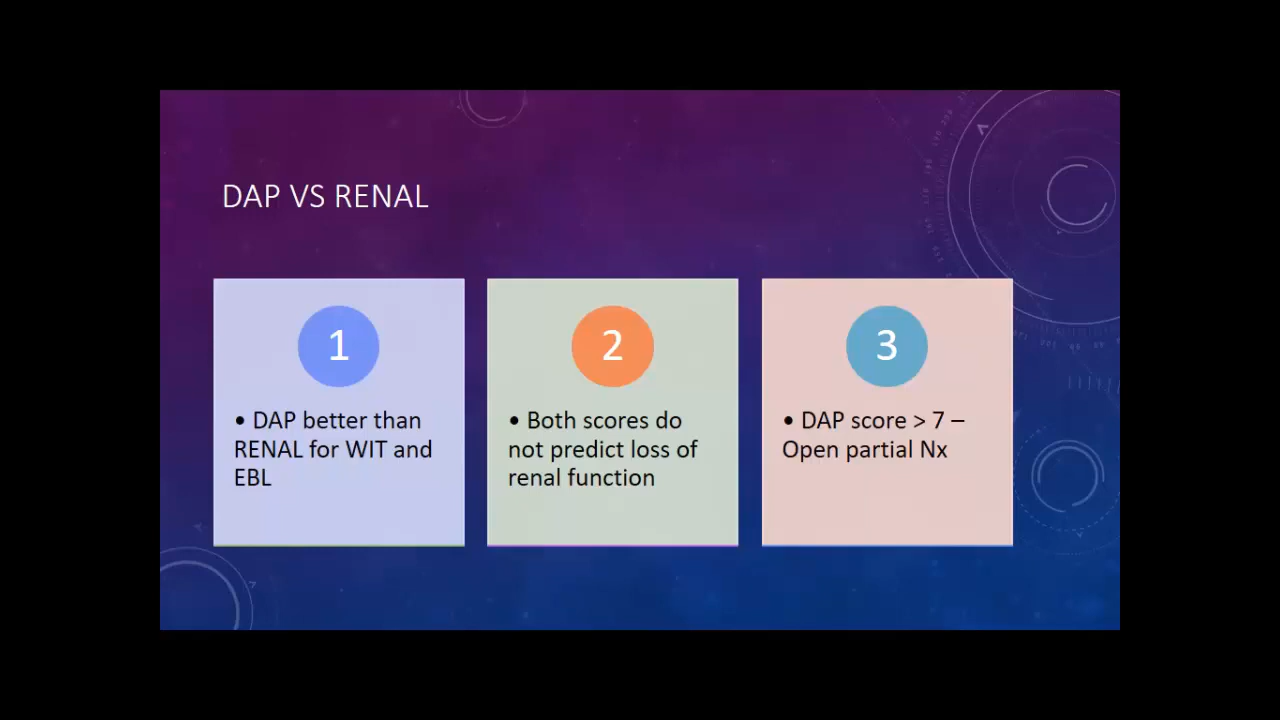 DAP VS RENAL
1
• DAP better than
RENAL for WIT and
EBL
2
• Both scores do
not predict loss of
renal function
3
• DAP score > 7 –
Open partial Nx